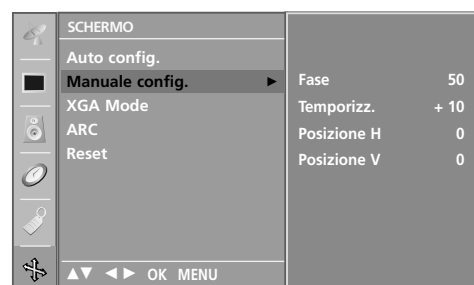 SCHERMO
Auto config.
Manuale config. ►
XGA Mode
ARC
Reset
Fase 50
Temporizz. + 10
Posizione H 0
Posizione V 0
▲▼ ◄► OK MENU